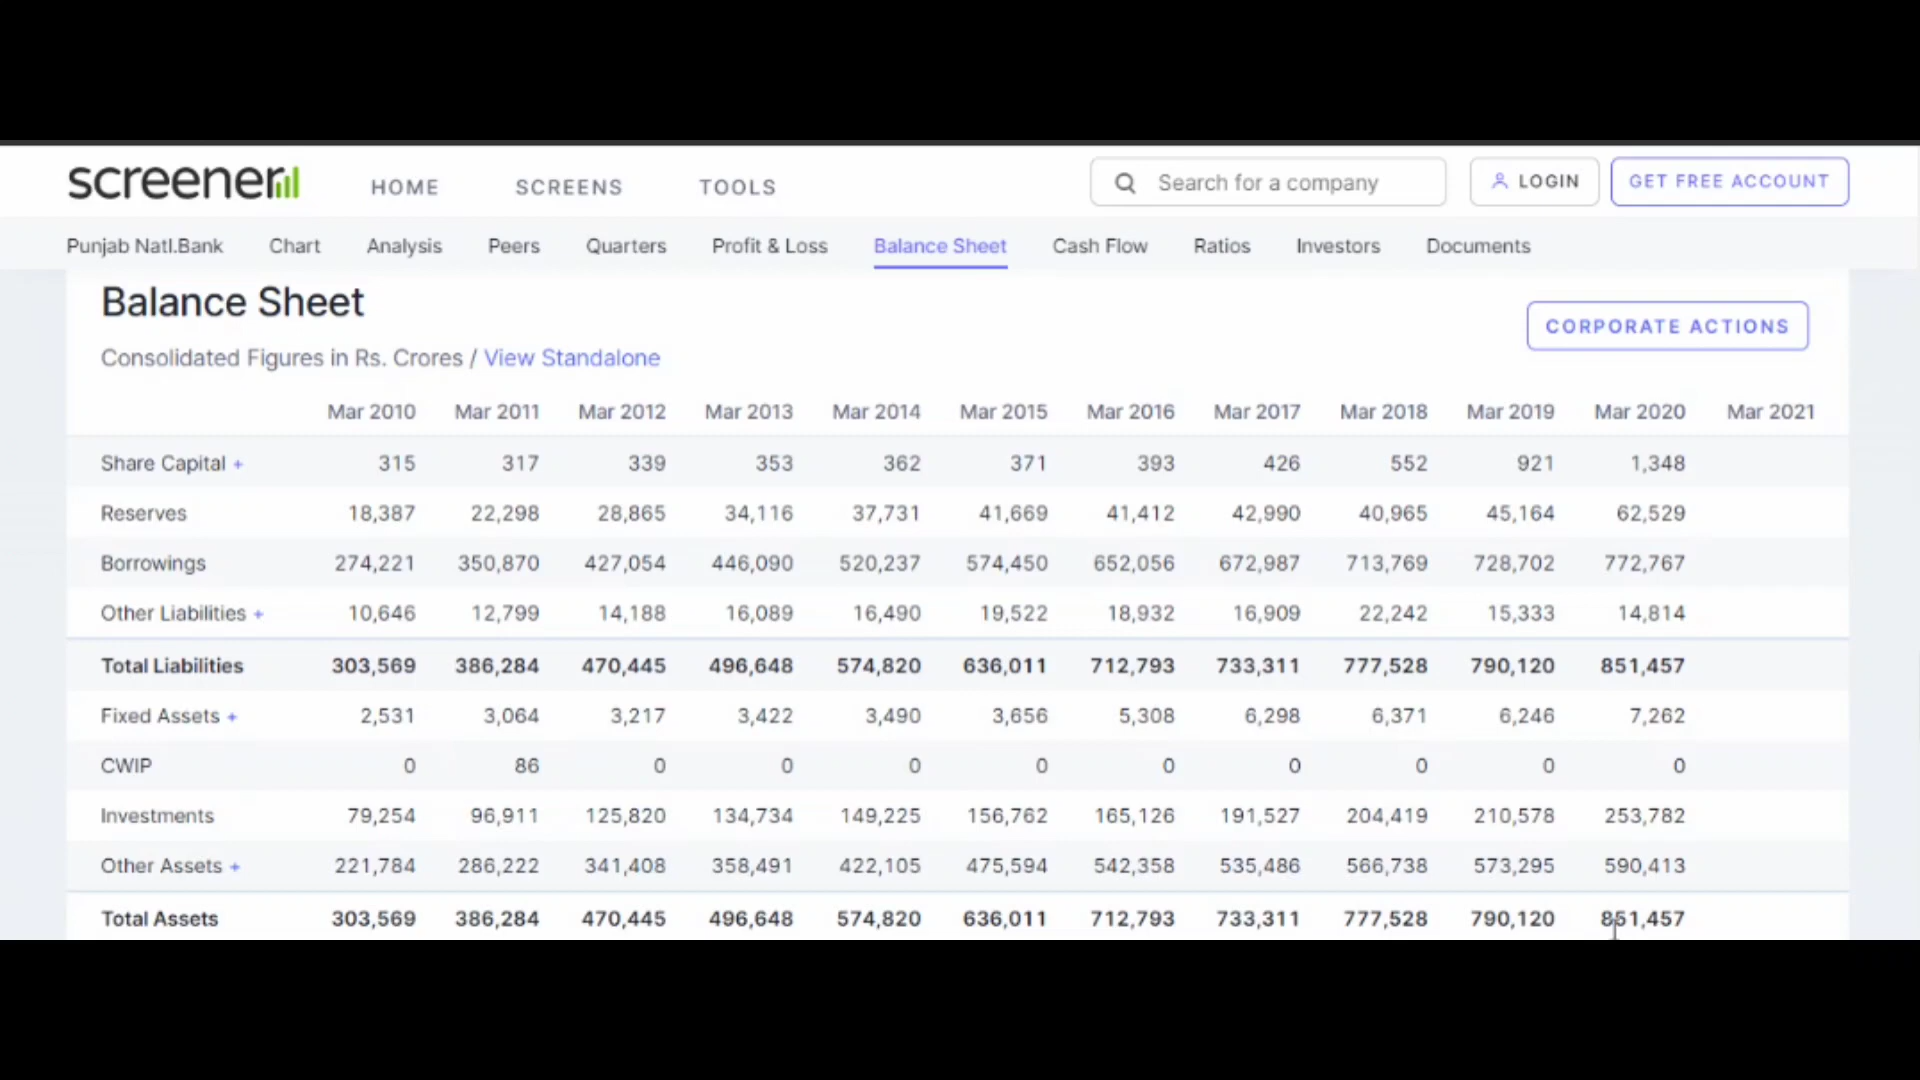 screener HOME SCREENS TOOLS Search for a company LOGIN GET FREE ACCOUNT
Punjab Natl.Bank Chart Analysis Peers Quarters Profit & Loss Balance Sheet Cash Flow Ratios Investors Documents
Balance Sheet
CORPORATE ACTIONS
Consolidated Figures in Rs. Crores / View Standalone
Mar 2010 Mar 2011 Mar 2012 Mar 2013 Mar 2014 Mar 2015 Mar 2016 Mar 2017 Mar 2018 Mar 2019 Mar 2020 Mar 2021
Share Capital + 315 317 339 353 362 371 393 426 552 921 1,348
Reserves 18,387 22,298 28,865 34,116 37,731 41,669 41,412 42,990 40,965 45,164 62,529
Borrowings 274,221 350,870 427,054 446,090 520,237 574,450 652,056 672,987 713,769 728,702 772,767
Other Liabilities + 10,646 12,799 14,188 16,089 16,490 19,522 18,932 16,909 22,242 15,333 14,814
Total Liabilities 303,569 386,284 470,445 496,648 574,820 636,011 712,793 733,311 777,528 790,120 851,457
Fixed Assets + 2,531 3,064 3,217 3,422 3,490 3,656 5,308 6,298 6,371 6,246 7,262
CWIP 0 86 0 0 0 0 0 0 0 0 0
Investments 79,254 96,911 125,820 134,734 149,225 156,762 165,126 191,527 204,419 210,578 253,782
Other Assets + 221,784 286,222 341,408 358,491 422,105 475,594 542,358 535,486 566,738 573,295 590,413
Total Assets 303,569 386,284 470,445 496,648 574,820 636,011 712,793 733,311 777,528 790,120 851,457